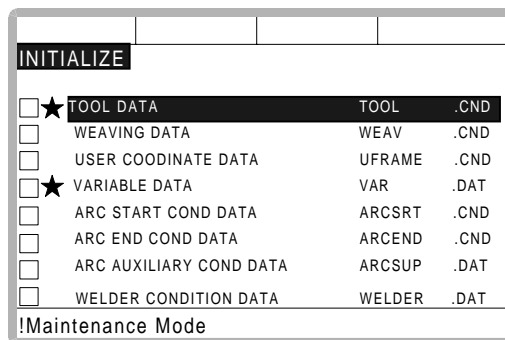 INITIALIZE
TOOL DATA TOOL .CND
WEAVING DATA WEAV .CND
USER COODINATE DATA UFRAME .CND
VARIABLE DATA VAR .DAT
ARC START COND DATA ARCSRT .CND
ARC END COND DATA ARCEND .CND
ARC AUXILIARY COND DATA ARCSUP .DAT
WELDER CONDITION DATA WELDER .DAT
!Maintenance Mode